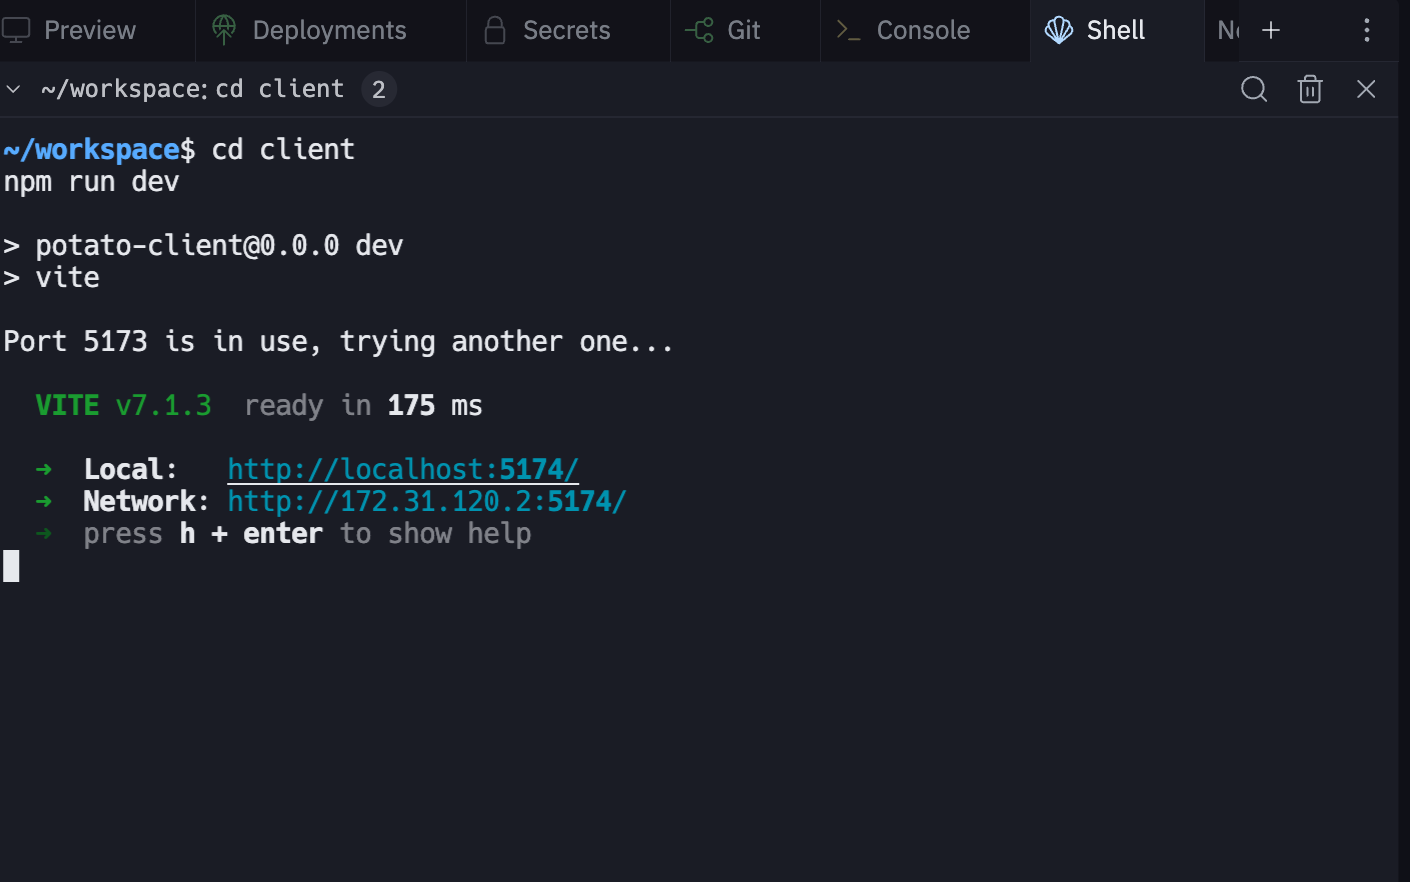 Preview Deployments Secrets Git Console Shell
~/workspace: cd client 2
~/workspace$ cd client
npm run dev
> potato-client@0.0.0 dev
> vite
Port 5173 is in use, trying another one...
VITE v7.1.3 ready in 175 ms
➜ Local: http://localhost:5174/
➜ Network: http://172.31.120.2:5174/
➜ press h + enter to show help